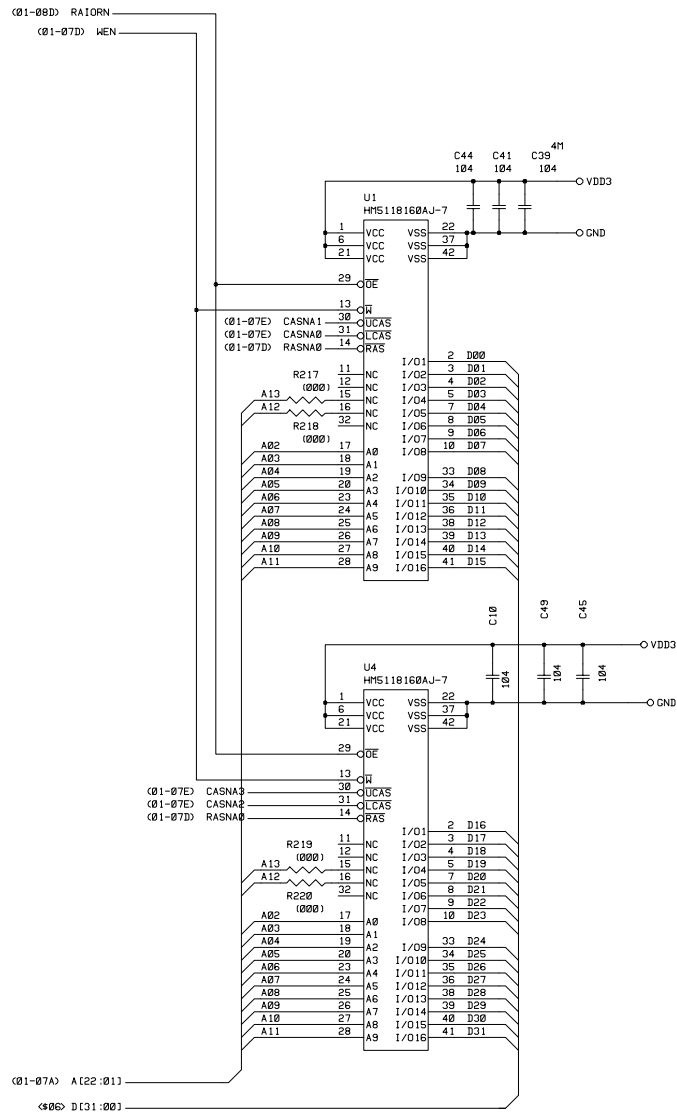 (01-08D) RAIORN
(01-07D) WEN
4M
C44 C41 C39
104 104 104
VDD3
U1
HM5118160AJ-7
1 VCC VSS 22
GND
6 VCC VSS 37
21 VCC VSS 42
29 OE
13 W
(01-07E) CASNA1 30 UCAS
(01-07E) CASNA0 31 LCAS
(01-07D) RASNA0 14 RAS
I/O1 2 D00
R217 11 NC I/O2 3 D01
(000) 12 NC I/O3 4 D02
A13 15 NC I/O4 5 D03
A12 16 NC I/O5 7 D04
R218 32 NC I/O6 8 D05
(000) I/O7 9 D06
A02 17 A0 I/O8 10 D07
A03 18 A1
A04 19 A2 I/O9 33 D08
A05 20 A3 I/O10 34 D09
A06 23 A4 I/O11 35 D10
A07 24 A5 I/O12 36 D11
A08 25 A6 I/O13 38 D12
A09 26 A7 I/O14 39 D13
A10 27 A8 I/O15 40 D14
A11 28 A9 I/O16 41 D15
C10 C49 C45
VDD3
104 104 104
U4
HM5118160AJ-7
1 VCC VSS 22
GND
6 VCC VSS 37
21 VCC VSS 42
29 OE
13 W
(01-07E) CASNA3 30 UCAS
(01-07E) CASNA2 31 LCAS
(01-07D) RASNA0 14 RAS
I/O1 2 D16
R219 11 NC I/O2 3 D17
(000) 12 NC I/O3 4 D18
A13 15 NC I/O4 5 D19
A12 16 NC I/O5 7 D20
R220 32 NC I/O6 8 D21
(000) I/O7 9 D22
A02 17 A0 I/O8 10 D23
A03 18 A1
A04 19 A2 I/O9 33 D24
A05 20 A3 I/O10 34 D25
A06 23 A4 I/O11 35 D26
A07 24 A5 I/O12 36 D27
A08 25 A6 I/O13 38 D28
A09 26 A7 I/O14 39 D29
A10 27 A8 I/O15 40 D30
A11 28 A9 I/O16 41 D31
(01-07A) A[22:01]
<$06> D[31:00]